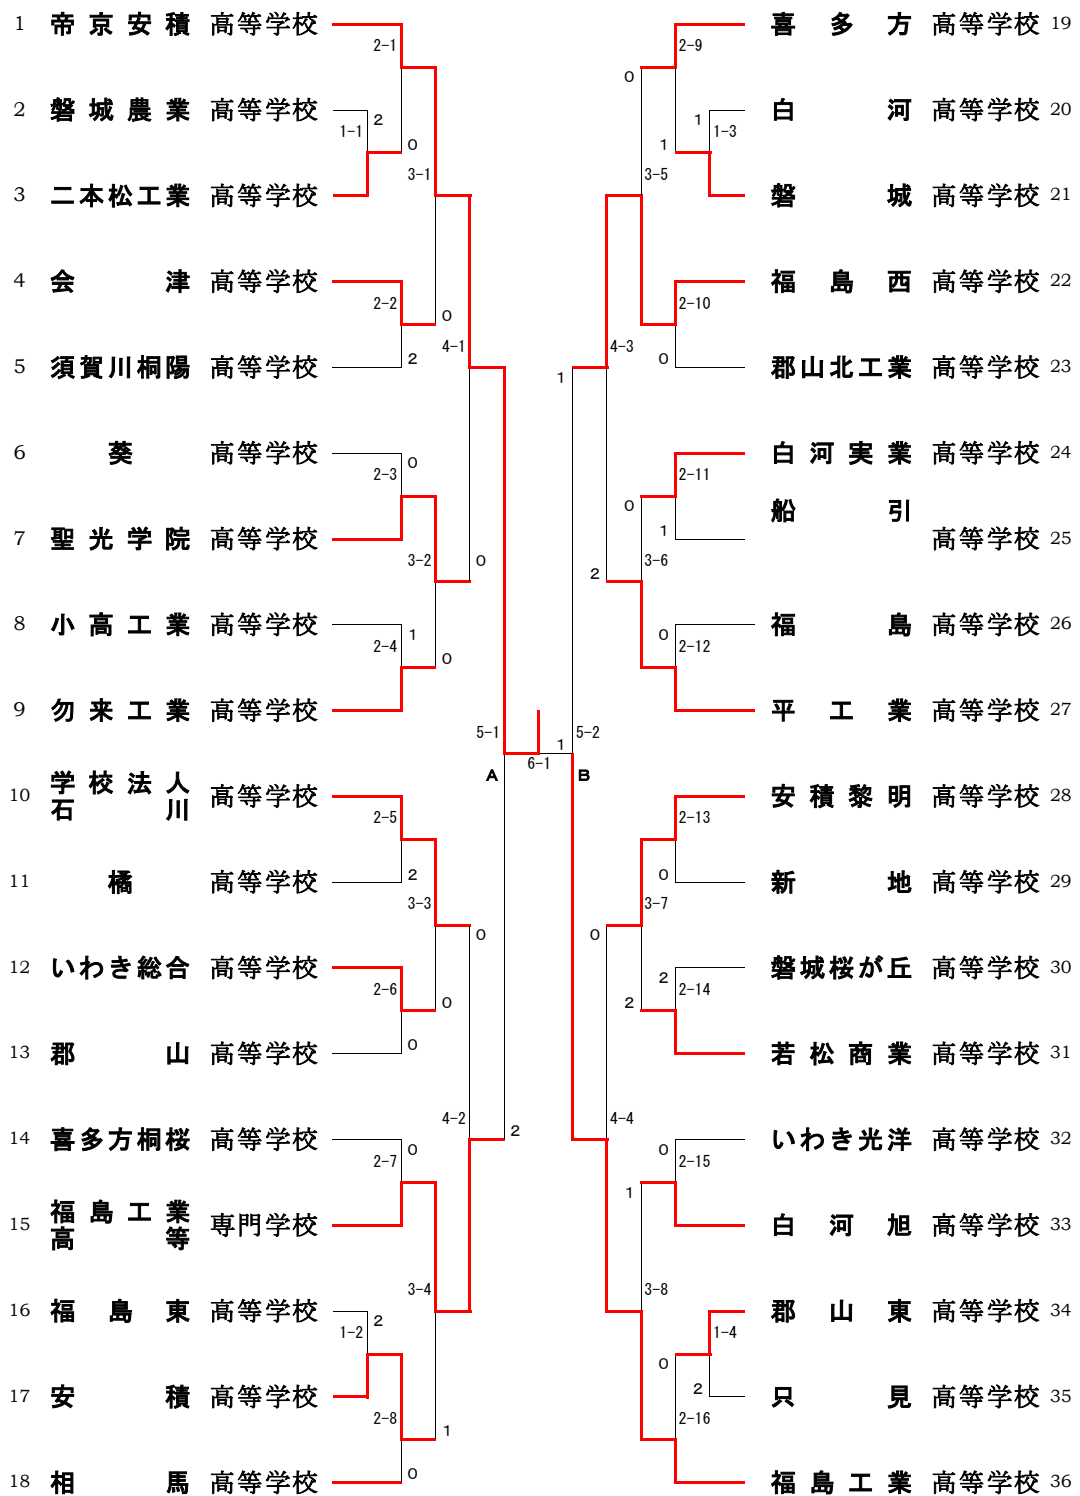 1 帝京安積 高等学校
2 磐城農業 高等学校
3 二本松工業 高等学校
4 会津 高等学校
5 須賀川桐陽 高等学校
6 葵 高等学校
7 聖光学院 高等学校
8 小高工業 高等学校
9 勿来工業 高等学校
10 学校法人石川 高等学校
11 橘 高等学校
12 いわき総合 高等学校
13 郡山 高等学校
14 喜多方桐桜 高等学校
15 福島工業高等 専門学校
16 福島東 高等学校
17 安積 高等学校
18 相馬 高等学校
2-1
1-1
2
0
3-1
2-2
0
2
4-1
2-3
0
3-2
0
2-4
1
0
5-1
A
6-1
1
2-5
2
3-3
0
2-6
0
0
4-2
2
2-7
0
3-4
1-2
2
2-8
1
0
喜多方 高等学校 19
白河 高等学校 20
磐城 高等学校 21
福島西 高等学校 22
郡山北工業 高等学校 23
白河実業 高等学校 24
船引
高等学校 25
福島 高等学校 26
平工業 高等学校 27
安積黎明 高等学校 28
新地 高等学校 29
磐城桜が丘 高等学校 30
若松商業 高等学校 31
いわき光洋 高等学校 32
白河旭 高等学校 33
郡山東 高等学校 34
只見 高等学校 35
福島工業 高等学校 36
2-9
0
1
1-3
1
3-5
2-10
4-3
0
1
2-11
0
1
3-6
2
0
2-12
5-2
B
2-13
0
3-7
0
2
2-14
2
4-4
0
2-15
1
3-8
1-4
0
2
2-16